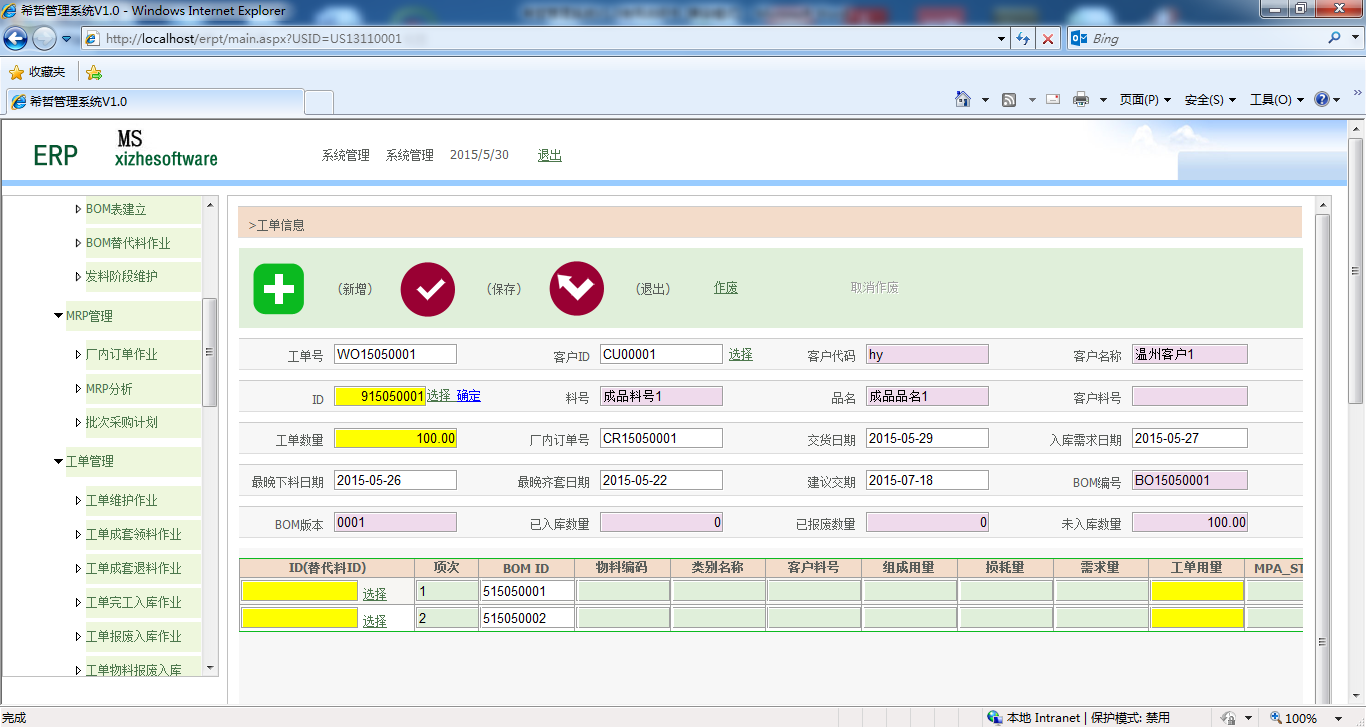 希哲管理系统V1.0 - Windows Internet Explorer
http://localhost/erpt/main.aspx?USID=US13110001
Bing
收藏夹
希哲管理系统V1.0
页面(P) 安全(S) 工具(O)
ERP
MS
xizhesoftware
系统管理 系统管理 2015/5/30 退出
BOM表建立
BOM替代料作业
发料阶段维护
MRP管理
厂内订单作业
MRP分析
批次采购计划
工单管理
工单维护作业
工单成套领料作业
工单成套退料作业
工单完工入库作业
工单报废入库作业
工单物料报废入库
>工单信息
(新增) (保存) (退出) 作废 取消作废
工单号 WO15050001 客户ID CU00001 选择 客户代码 hy 客户名称 温州客户1
ID 915050001 选择 确定 料号 成品料号1 品名 成品品名1 客户料号
工单数量 100.00 厂内订单号 CR15050001 交货日期 2015-05-29 入库需求日期 2015-05-27
最晚下料日期 2015-05-26 最晚齐套日期 2015-05-22 建议交期 2015-07-18 BOM编号 BO15050001
BOM版本 0001 已入库数量 0 已报废数量 0 未入库数量 100.00
ID(替代料ID) 项次 BOM ID 物料编码 类别名称 客户料号 组成用量 损耗量 需求量 工单用量 MPA_ST
选择 1 515050001
选择 2 515050002
完成
本地 Intranet | 保护模式: 禁用
100%